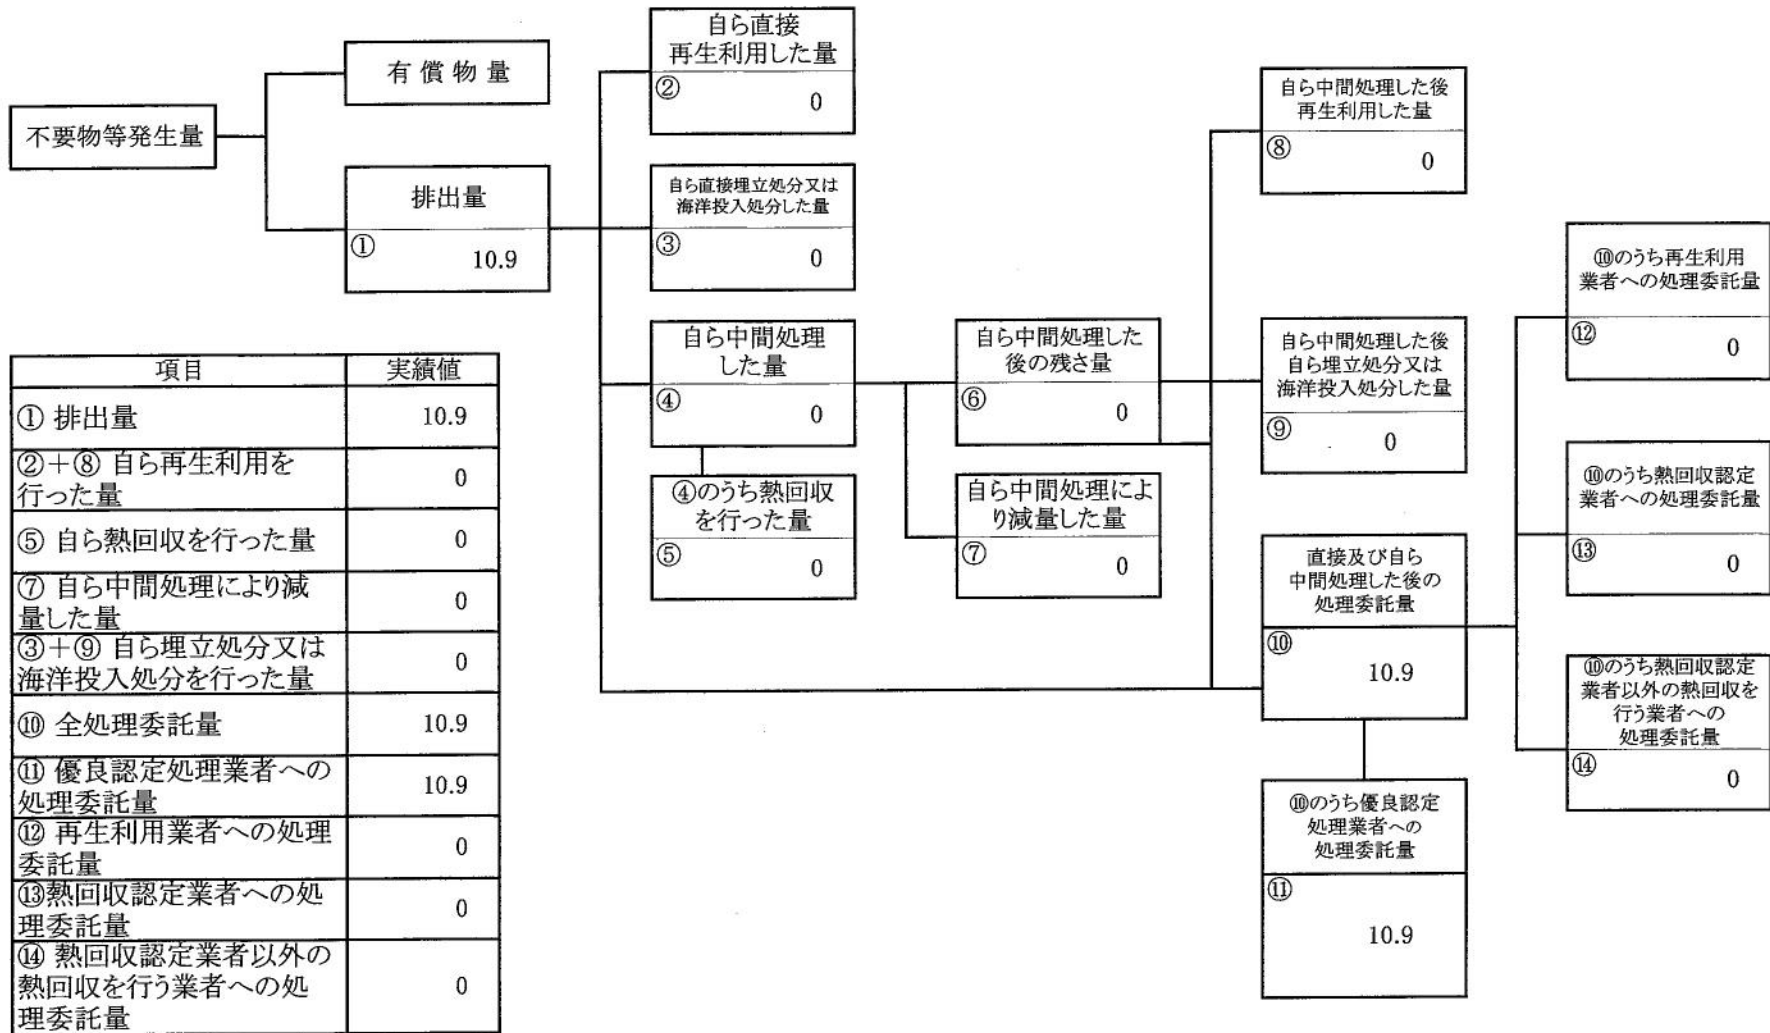 不要物等発生量
有償物量
排出量
①
10.9
自ら直接
再生利用した量
②
0
自ら直接埋立処分又は
海洋投入処分した量
③
0
自ら中間処理
した量
④
0
④のうち熱回収
を行った量
⑤
0
自ら中間処理した
後の残さ量
⑥
0
自ら中間処理によ
り減量した量
⑦
0
自ら中間処理した後
再生利用した量
⑧
0
自ら中間処理した後
自ら埋立処分又は
海洋投入処分した量
⑨
0
直接及び自ら
中間処理した後の
処理委託量
⑩
10.9
⑩のうち優良認定
処理業者への
処理委託量
⑪
10.9
⑩のうち再生利用
業者への処理委託量
⑫
0
⑩のうち熱回収認定
業者への処理委託量
⑬
0
⑩のうち熱回収認定
業者以外の熱回収を
行う業者への
処理委託量
⑭
0
項目 実績値
① 排出量 10.9
②+⑧ 自ら再生利用を
行った量 0
⑤ 自ら熱回収を行った量 0
⑦ 自ら中間処理により減
量した量 0
③+⑨ 自ら埋立処分又は
海洋投入処分を行った量 0
⑩ 全処理委託量 10.9
⑪ 優良認定処理業者への
処理委託量 10.9
⑫ 再生利用業者への処理
委託量 0
⑬熱回収認定業者への処
理委託量 0
⑭ 熱回収認定業者以外の
熱回収を行う業者への処
理委託量 0